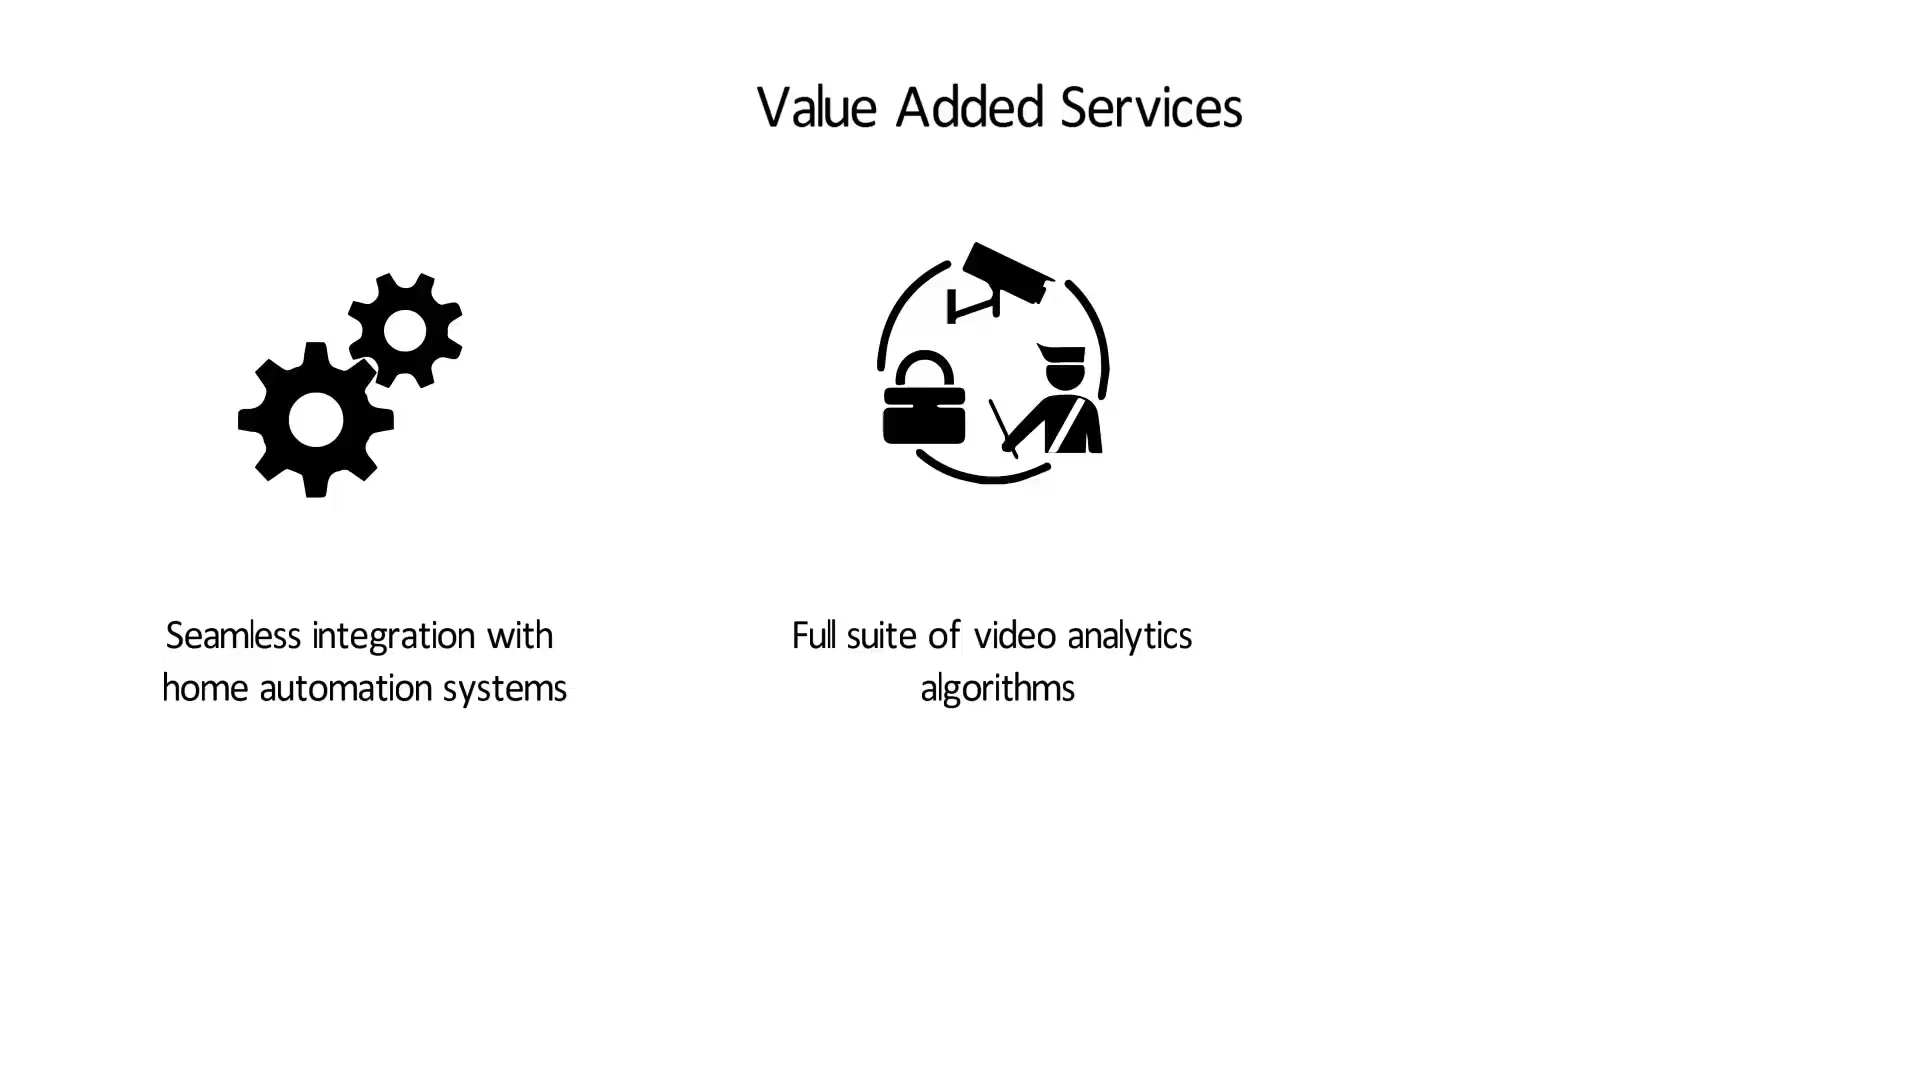 Value Added Services
Seamless integration with
home automation systems
Full suite of video analytics
algorithms